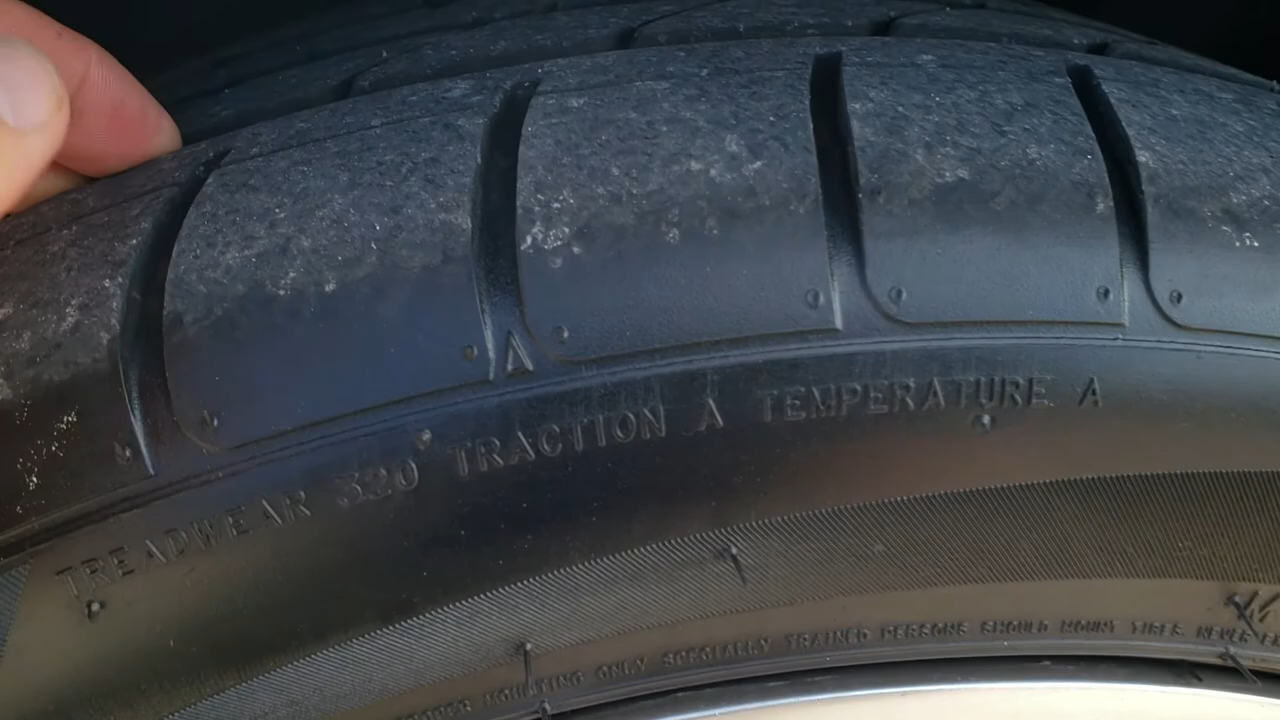 A
TREADWEAR 320 TRACTION A TEMPERATURE A
MOUNTING ONLY SPECIALLY TRAINED PERSONS SHOULD MOUNT TIRES. NEVER